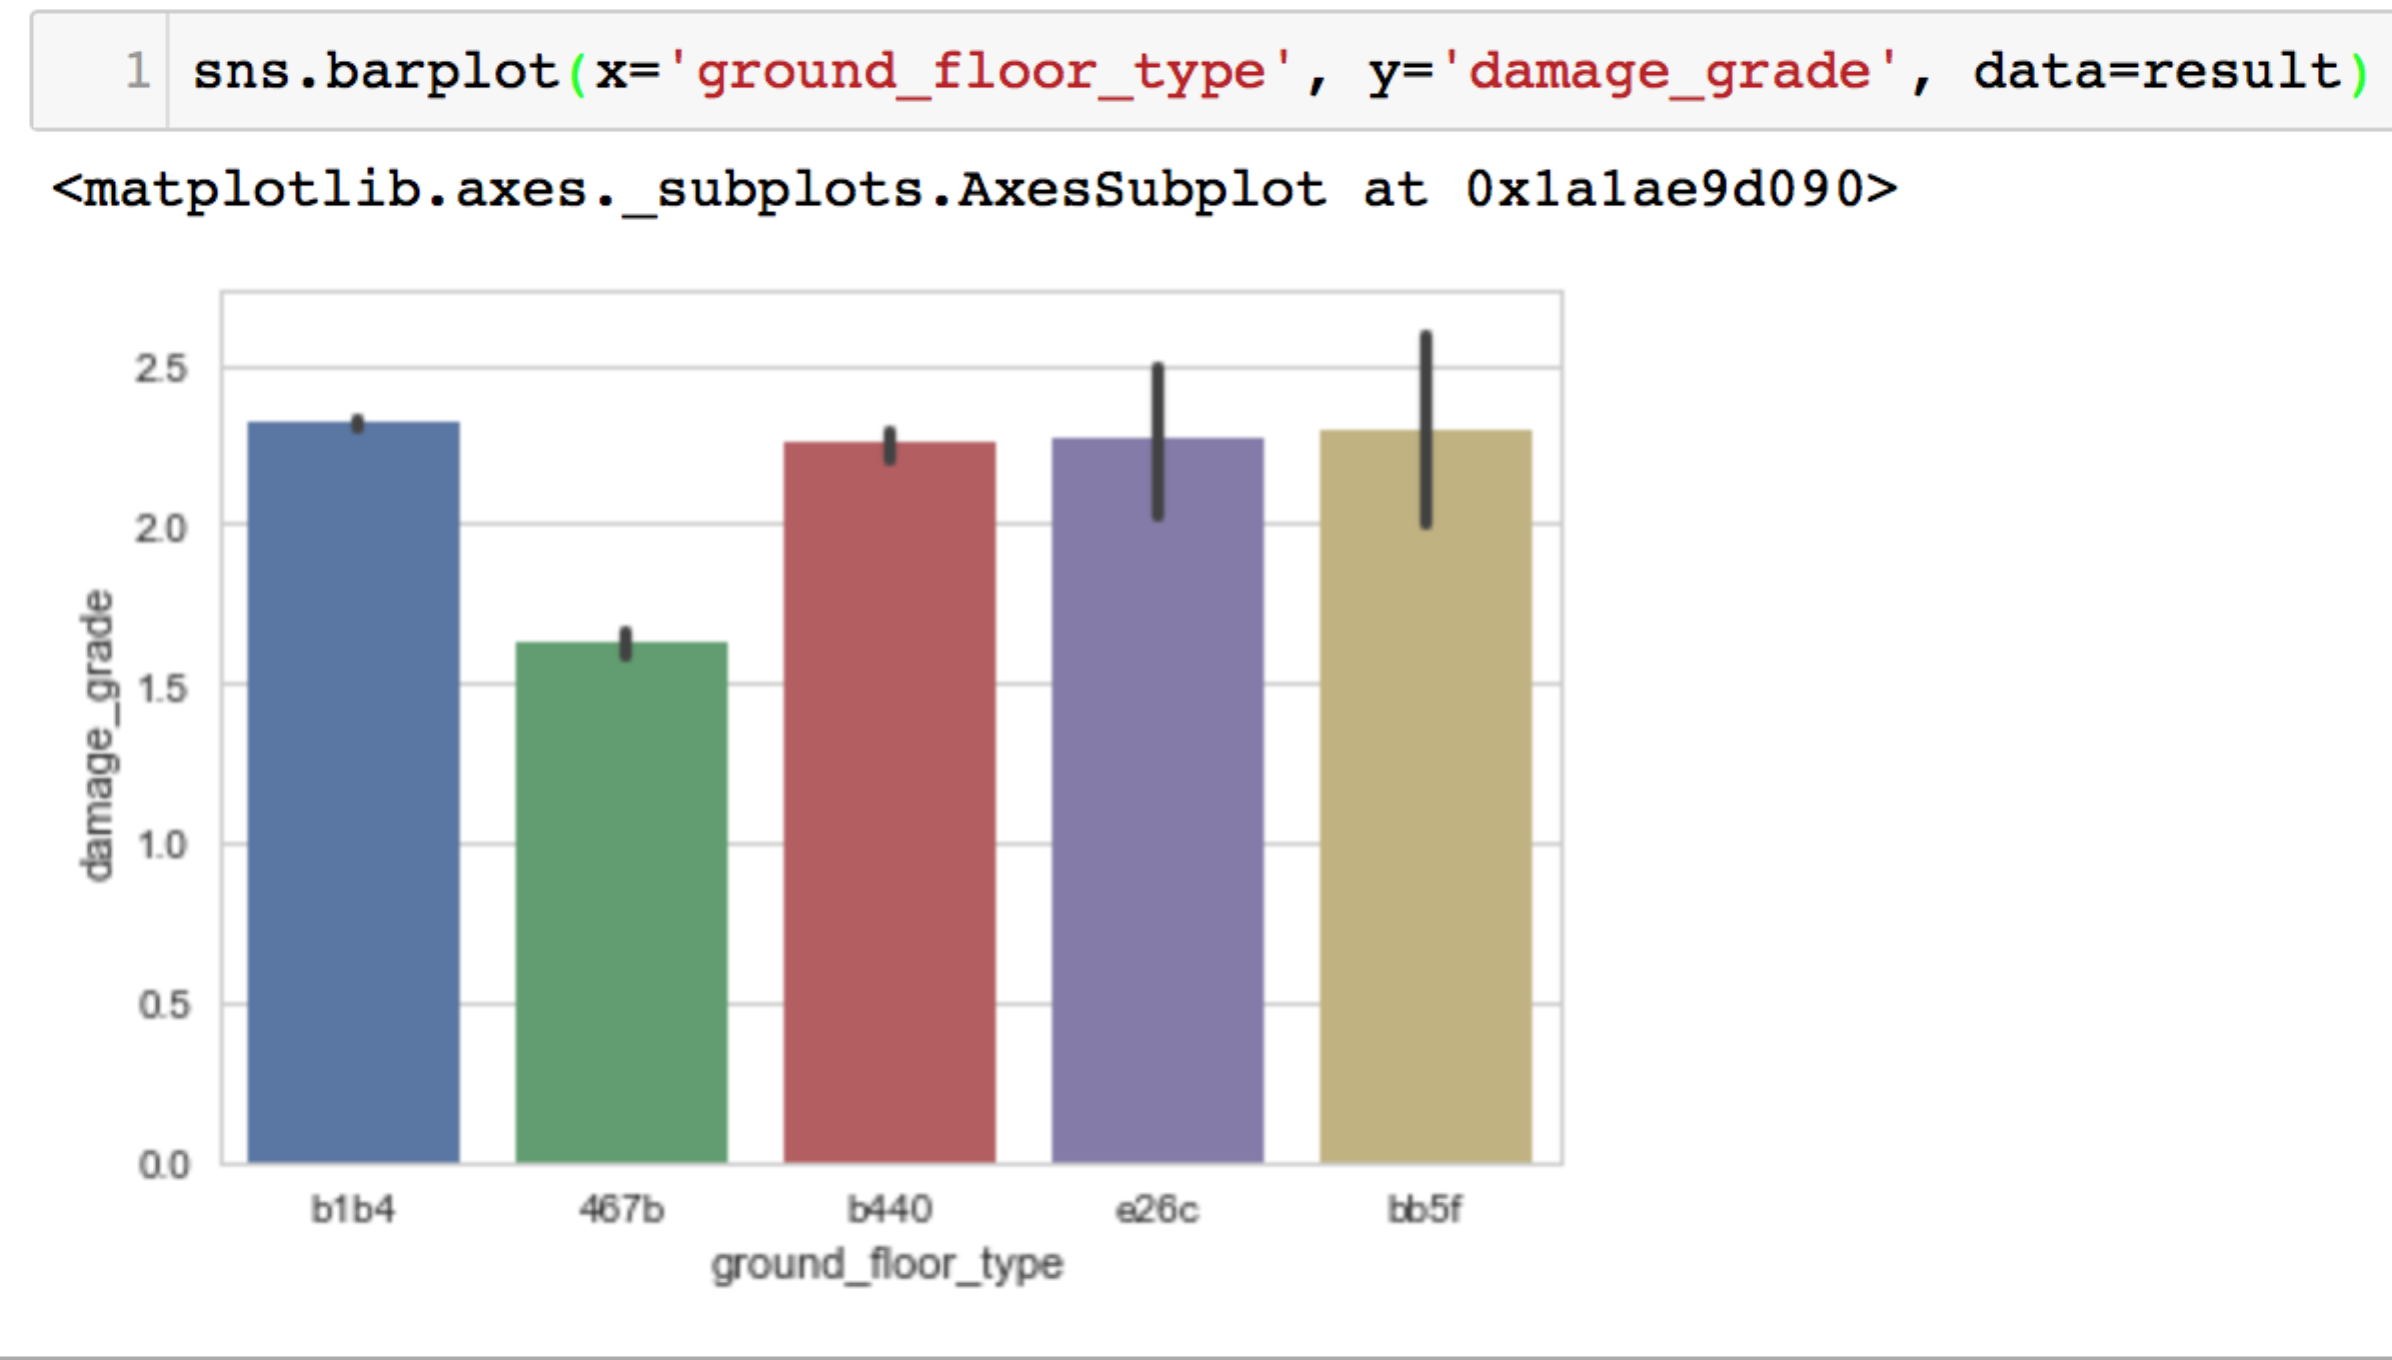 1 sns.barplot(x='ground_floor_type', y='damage_grade', data=result)
<matplotlib.axes._subplots.AxesSubplot at 0x1a1ae9d090>
2.5
2.0
1.5
1.0
0.5
0.0
damage_grade
b1b4 467b b440 e26c bb5f
ground_floor_type